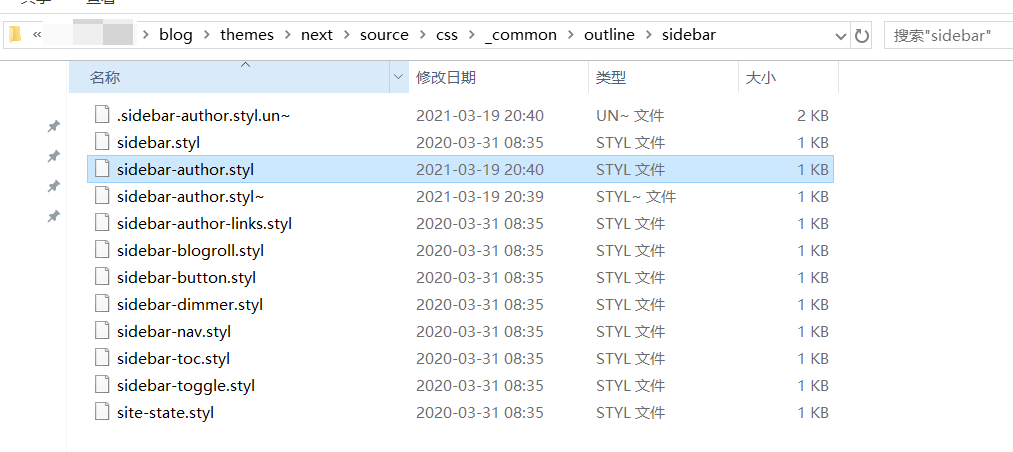 共享 查看
« blog > themes > next > source > css > _common > outline > sidebar 搜索"sidebar"
名称 修改日期 类型 大小
.sidebar-author.styl.un~ 2021-03-19 20:40 UN~ 文件 2 KB
sidebar.styl 2020-03-31 08:35 STYL 文件 1 KB
sidebar-author.styl 2021-03-19 20:40 STYL 文件 1 KB
sidebar-author.styl~ 2021-03-19 20:39 STYL~ 文件 1 KB
sidebar-author-links.styl 2020-03-31 08:35 STYL 文件 1 KB
sidebar-blogroll.styl 2020-03-31 08:35 STYL 文件 1 KB
sidebar-button.styl 2020-03-31 08:35 STYL 文件 1 KB
sidebar-dimmer.styl 2020-03-31 08:35 STYL 文件 1 KB
sidebar-nav.styl 2020-03-31 08:35 STYL 文件 1 KB
sidebar-toc.styl 2020-03-31 08:35 STYL 文件 1 KB
sidebar-toggle.styl 2020-03-31 08:35 STYL 文件 1 KB
site-state.styl 2020-03-31 08:35 STYL 文件 1 KB